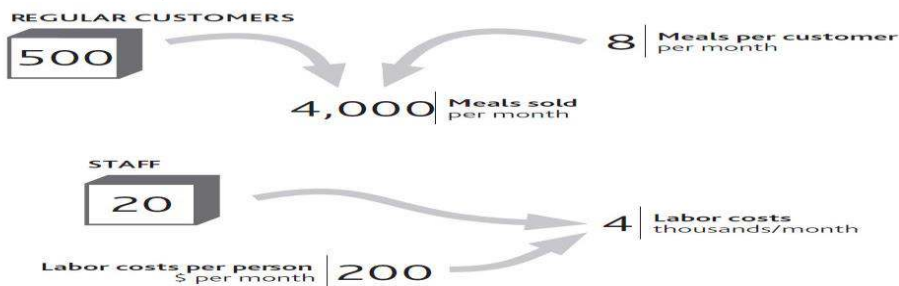 REGULAR CUSTOMERS
500
8 Meals per customer
per month
4,000 Meals sold
per month
STAFF
20
4 Labor costs
thousands/month
Labor costs per person 200
$ per month